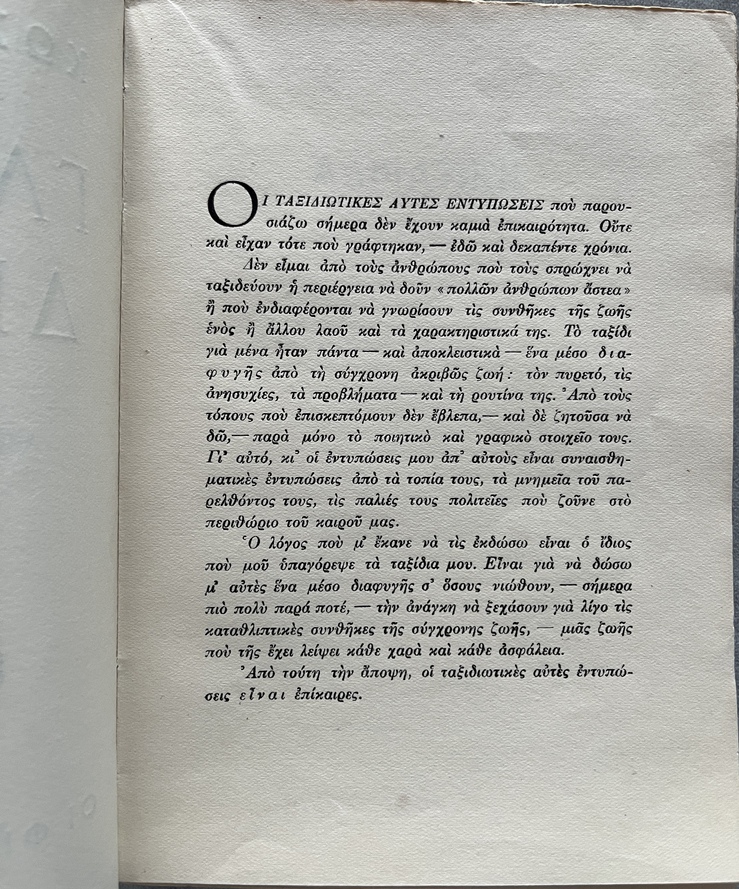 ΟΙ ΤΑΞΙΔΙΩΤΙΚΕΣ ΑΥΤΕΣ ΕΝΤΥΠΩΣΕΙΣ ποὺ παρου-
σιάζω σήμερα δὲν ἔχουν καμιὰ ἐπικαιρότητα. Οὔτε
καὶ εἶχαν τότε ποὺ γράφτηκαν, — ἐδῶ καὶ δεκαπέντε χρόνια.
Δὲν εἶμαι ἀπὸ τοὺς ἀνθρώπους ποὺ τοὺς σπρώχνει νὰ
ταξιδεύουν ἡ περιέργεια νὰ δοῦν «πολλῶν ἀνθρώπων ἄστεα»
ἢ ποὺ ἐνδιαφέρονται νὰ γνωρίσουν τὶς συνθῆκες τῆς ζωῆς
ἑνὸς ἢ ἄλλου λαοῦ καὶ τὰ χαρακτηριστικά της. Τὸ ταξίδι
γιὰ μένα ἦταν πάντα — καὶ ἀποκλειστικὰ — ἕνα μέσο δια-
φυγῆς ἀπὸ τὴ σύγχρονη ἀκριβῶς ζωή: τὸν πυρετό, τὶς
ἀνησυχίες, τὰ προβλήματα — καὶ τὴ ρουτίνα της. Ἀπὸ τοὺς
τόπους ποὺ ἐπισκεπτόμουν δὲν ἔβλεπα,— καὶ δὲ ζητοῦσα νὰ
δῶ,— παρὰ μόνο τὸ ποιητικὸ καὶ γραφικὸ στοιχεῖο τους.
Γι' αὐτό, κι' οἱ ἐντυπώσεις μου ἀπ' αὐτοὺς εἶναι συναισθη-
ματικὲς ἐντυπώσεις ἀπὸ τὰ τοπία τους, τὰ μνημεῖα τοῦ πα-
ρελθόντος τους, τὶς παλιές τους πολιτεῖες ποὺ ζοῦνε στὸ
περιθώριο τοῦ καιροῦ μας.
Ὁ λόγος ποὺ μ' ἔκανε νὰ τὶς ἐκδώσω εἶναι ὁ ἴδιος
ποὺ μοῦ ὑπαγόρεψε τὰ ταξίδια μου. Εἶναι γιὰ νὰ δώσω
μ' αὐτὲς ἕνα μέσο διαφυγῆς σ' ὅσους νιώθουν, — σήμερα
πιὸ πολὺ παρά ποτέ, — τὴν ἀνάγκη νὰ ξεχάσουν γιὰ λίγο τὶς
καταθλιπτικὲς συνθῆκες τῆς σύγχρονης ζωῆς, — μιᾶς ζωῆς
ποὺ τῆς ἔχει λείψει κάθε χαρὰ καὶ κάθε ἀσφάλεια.
Ἀπὸ τούτη τὴν ἄποψη, οἱ ταξιδιωτικὲς αὐτὲς ἐντυπώ-
σεις εἶναι ἐπίκαιρες.